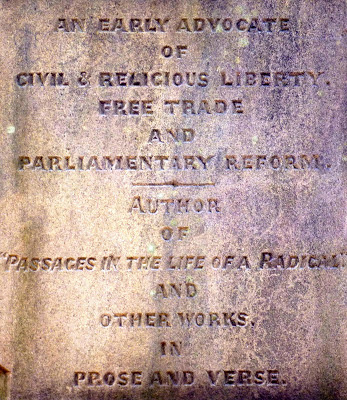 AN EARLY ADVOCATE
OF
CIVIL & RELIGIOUS LIBERTY.
FREE TRADE
AND
PARLIAMENTARY REFORM.
AUTHOR
OF
"PASSAGES IN THE LIFE OF A RADICAL"
AND
OTHER WORKS,
IN
PROSE AND VERSE.